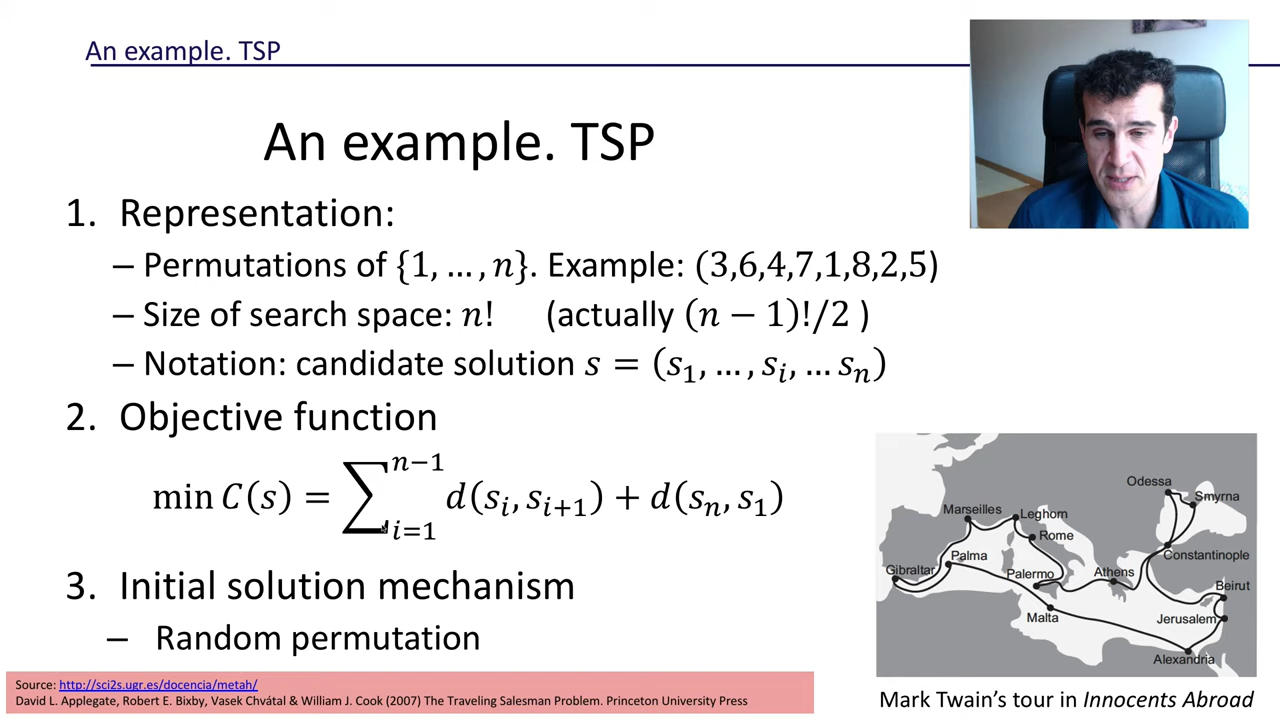 An example. TSP
An example. TSP
1. Representation:
– Permutations of {1, … , n}. Example: (3,6,4,7,1,8,2,5)
– Size of search space: n! (actually (n − 1)!/2 )
– Notation: candidate solution s = (s₁, … , sᵢ, … sₙ)
2. Objective function
min C(s) = ∑ᵢ₌₁ⁿ⁻¹ d(sᵢ, sᵢ₊₁) + d(sₙ, s₁)
3. Initial solution mechanism
– Random permutation
Source: http://sci2s.ugr.es/docencia/metah/
David L. Applegate, Robert E. Bixby, Vasek Chvátal & William J. Cook (2007) The Traveling Salesman Problem. Princeton University Press
Odessa
Smyrna
Marseilles
Leghorn
Rome
Constantinople
Palma
Gibraltar
Palermo
Athens
Beirut
Malta
Jerusalem
Alexandria
Mark Twain's tour in Innocents Abroad